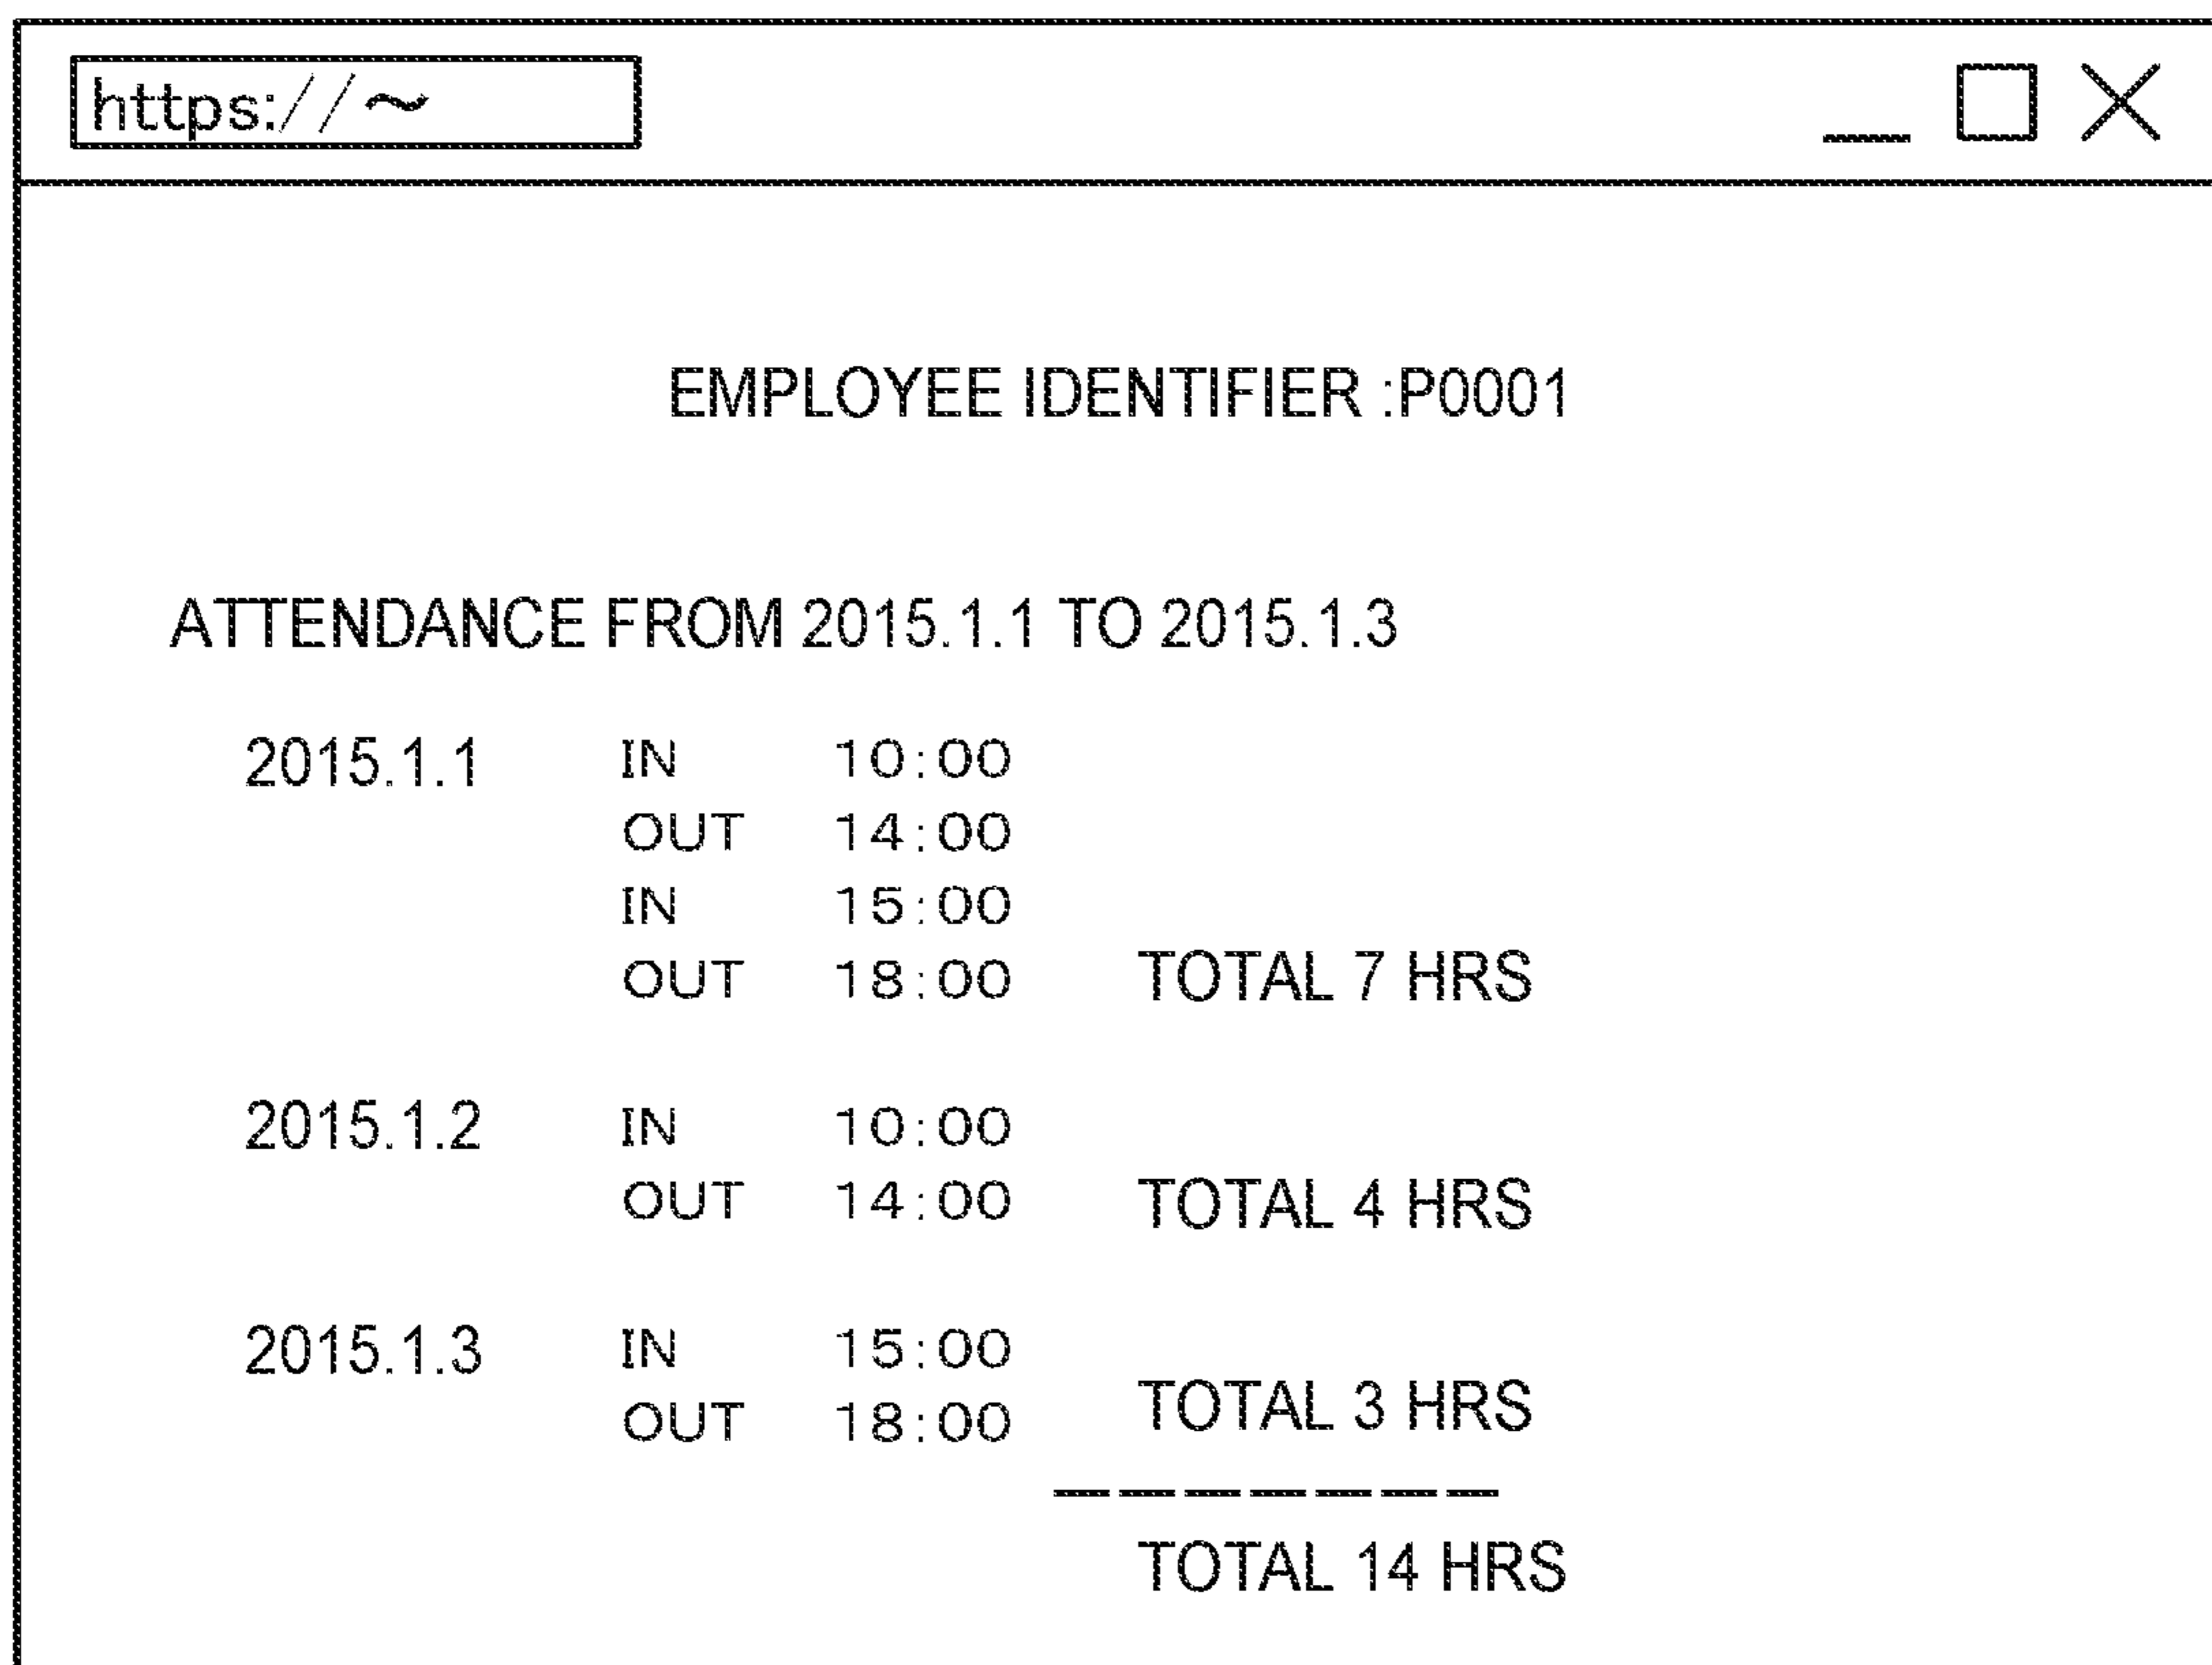 https://~
EMPLOYEE IDENTIFIER :P0001
ATTENDANCE FROM 2015.1.1 TO 2015.1.3
2015.1.1 IN 10:00
OUT 14:00
IN 15:00
OUT 18:00 TOTAL 7 HRS
2015.1.2 IN 10:00
OUT 14:00 TOTAL 4 HRS
2015.1.3 IN 15:00
OUT 18:00 TOTAL 3 HRS
TOTAL 14 HRS